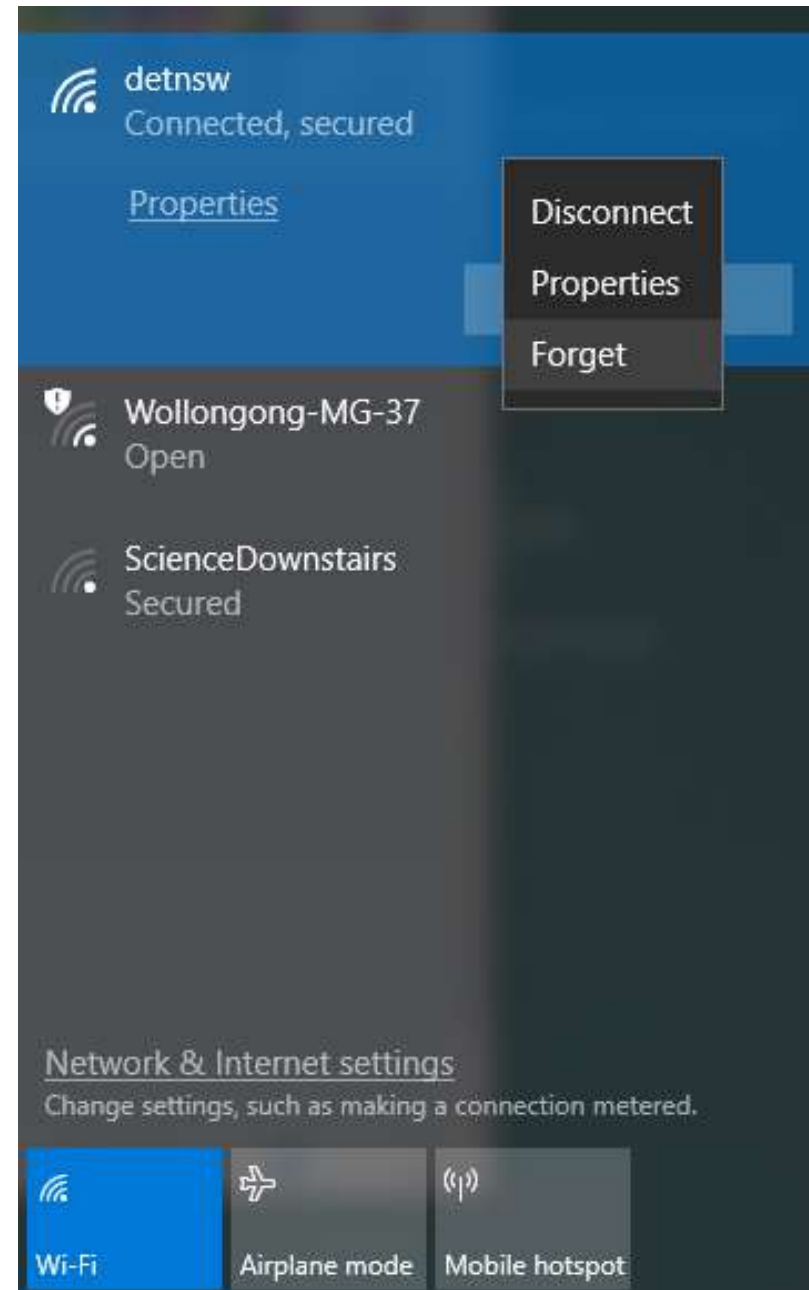 detnsw
Connected, secured
Properties
Disconnect
Properties
Forget
Wollongong-MG-37
Open
ScienceDownstairs
Secured
Network & Internet settings
Change settings, such as making a connection metered.
Wi-Fi
Airplane mode
Mobile hotspot